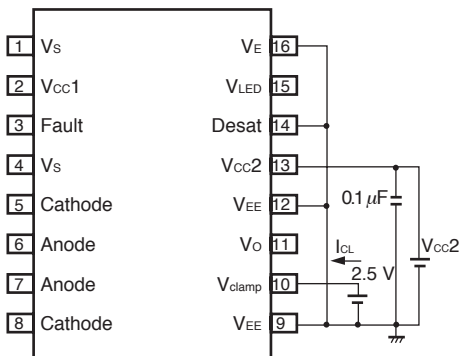 1 VS VE 16
2 VCC1 VLED 15
3 Fault Desat 14
4 VS VCC2 13
5 Cathode VEE 12
0.1 μF
6 Anode VO 11
ICL
VCC2
2.5 V
7 Anode Vclamp 10
8 Cathode VEE 9